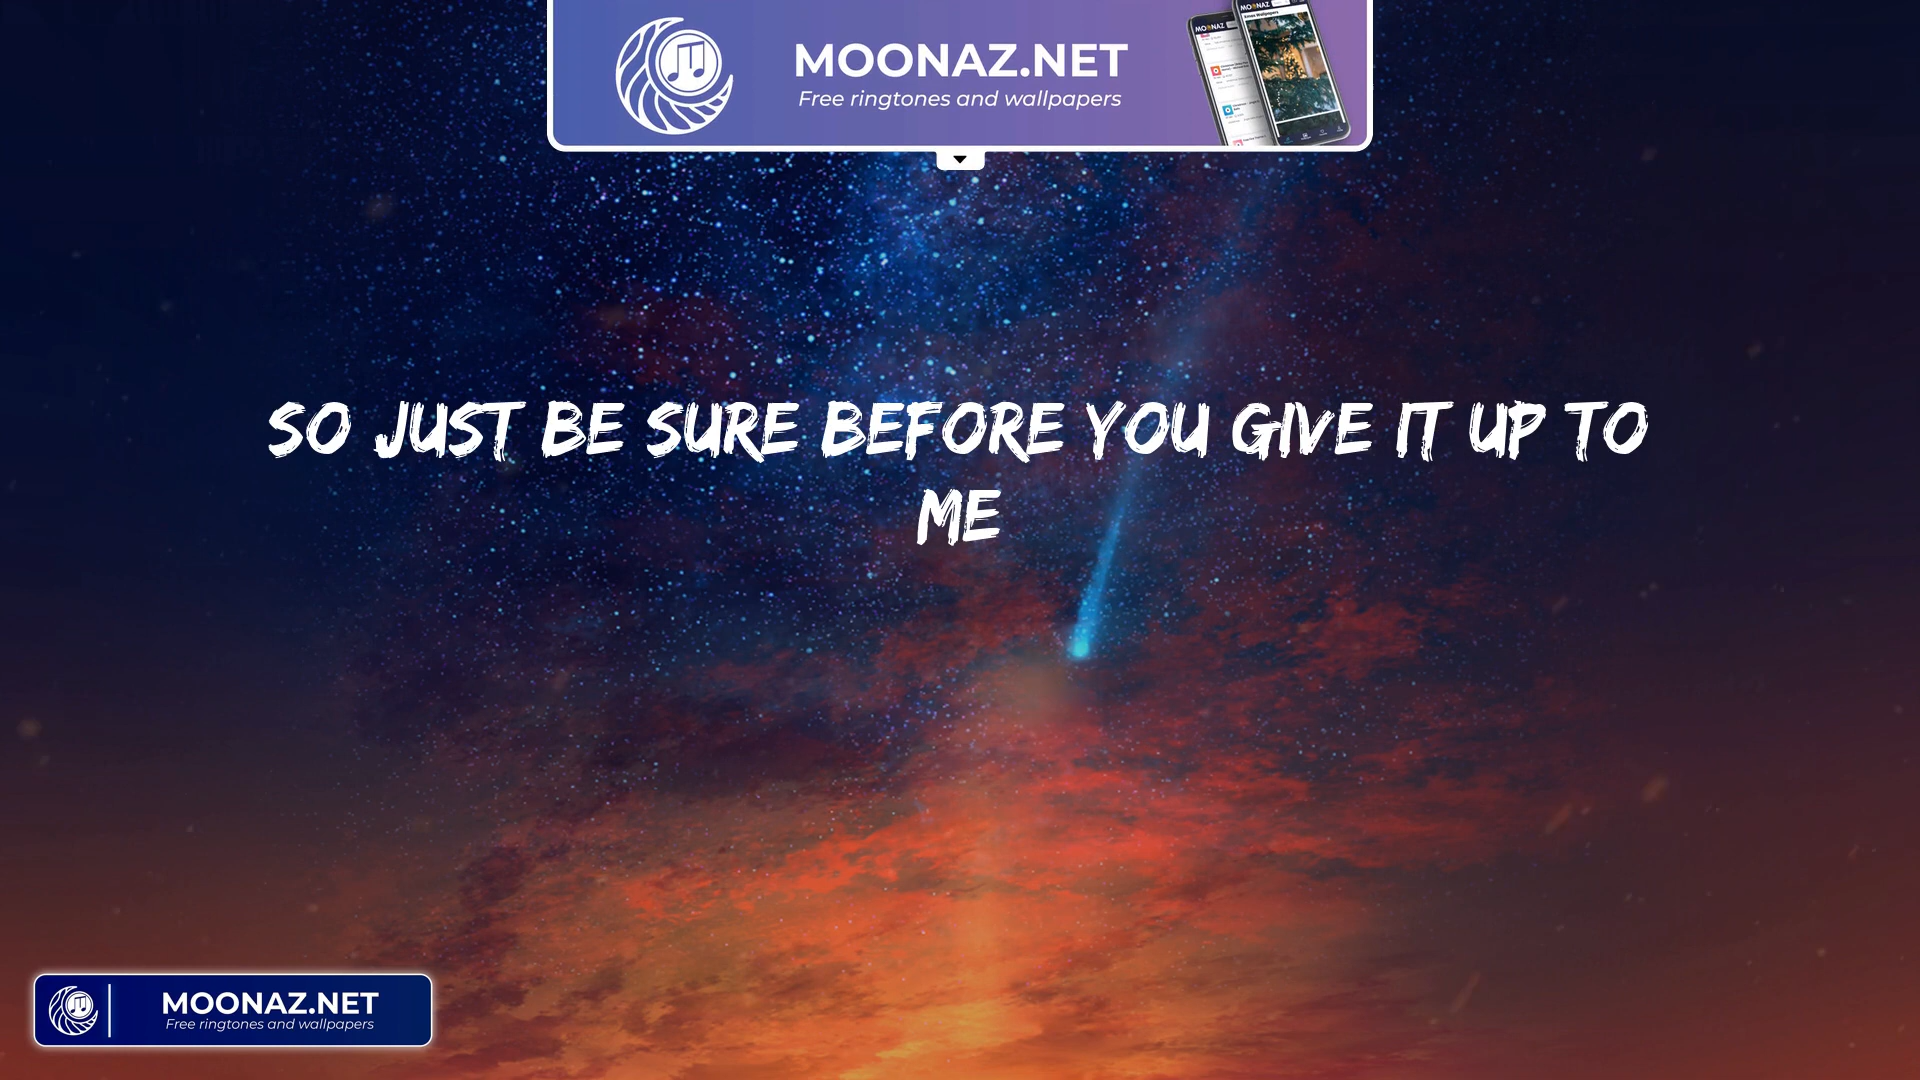 MOONAZ.NET
Free ringtones and wallpapers
SO JUST BE SURE BEFORE YOU GIVE IT UP TO
ME
MOONAZ.NET
Free ringtones and wallpapers